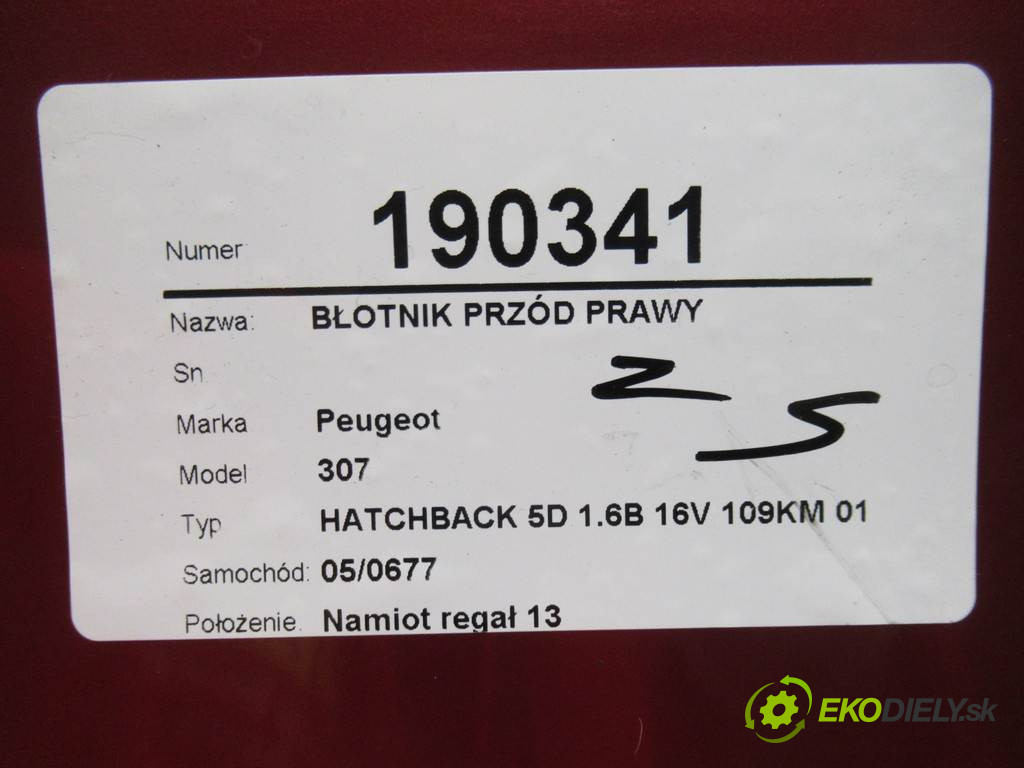 Numer 190341
Nazwa: BŁOTNIK PRZÓD PRAWY
Sn
Z
Marka Peugeot
S
Model 307
Typ HATCHBACK 5D 1.6B 16V 109KM 01
Samochód: 05/0677
Położenie. Namiot regał 13
EKODIELY.sk